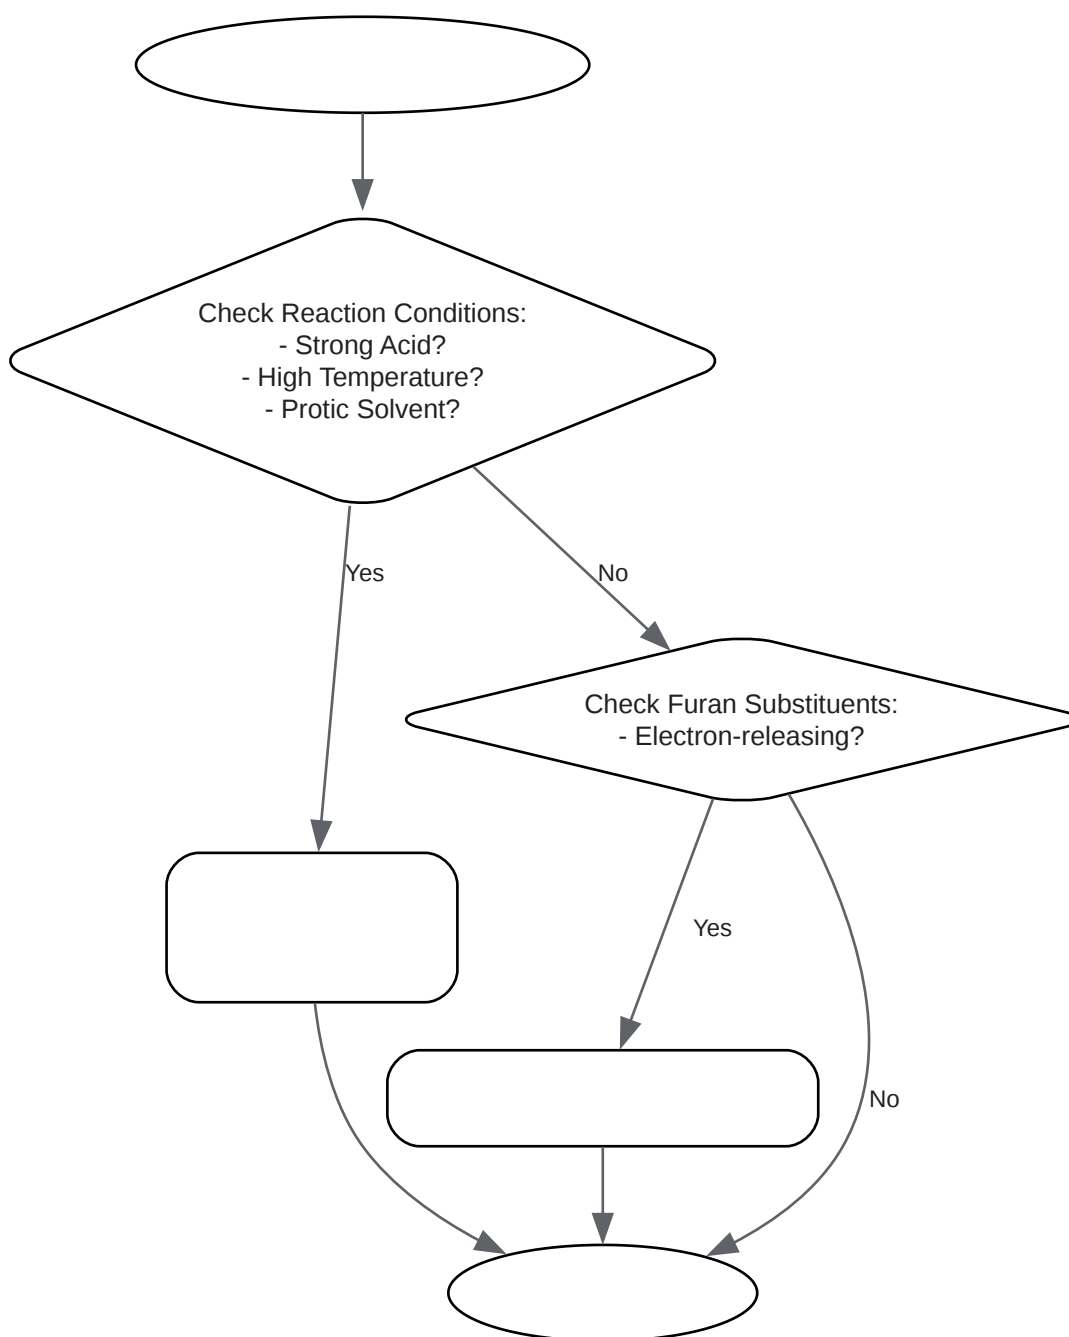 Check Reaction Conditions:
- Strong Acid?
- High Temperature?
- Protic Solvent?
Yes
No
Check Furan Substituents:
- Electron-releasing?
Yes
No